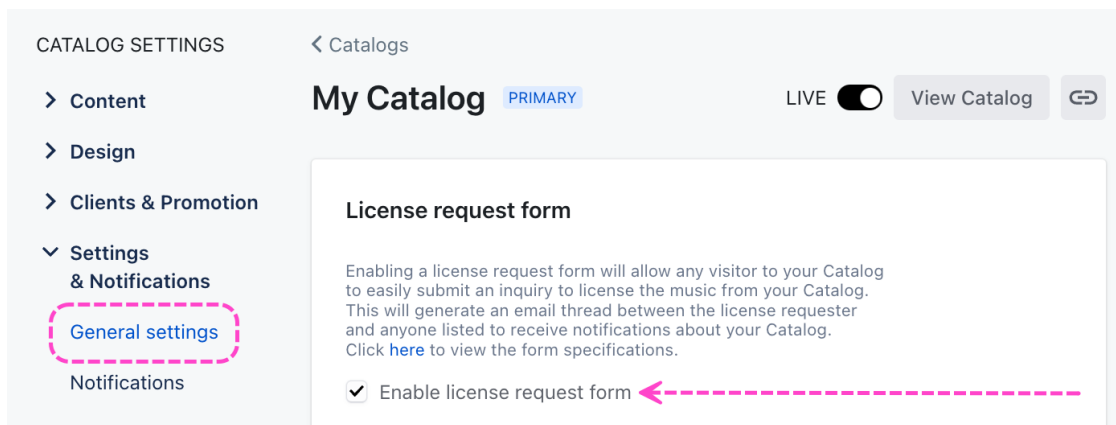 CATALOG SETTINGS
Content
Design
Clients & Promotion
Settings
& Notifications
General settings
Notifications
Catalogs
My Catalog PRIMARY LIVE View Catalog
License request form
Enabling a license request form will allow any visitor to your Catalog
to easily submit an inquiry to license the music from your Catalog.
This will generate an email thread between the license requester
and anyone listed to receive notifications about your Catalog.
Click here to view the form specifications.
Enable license request form